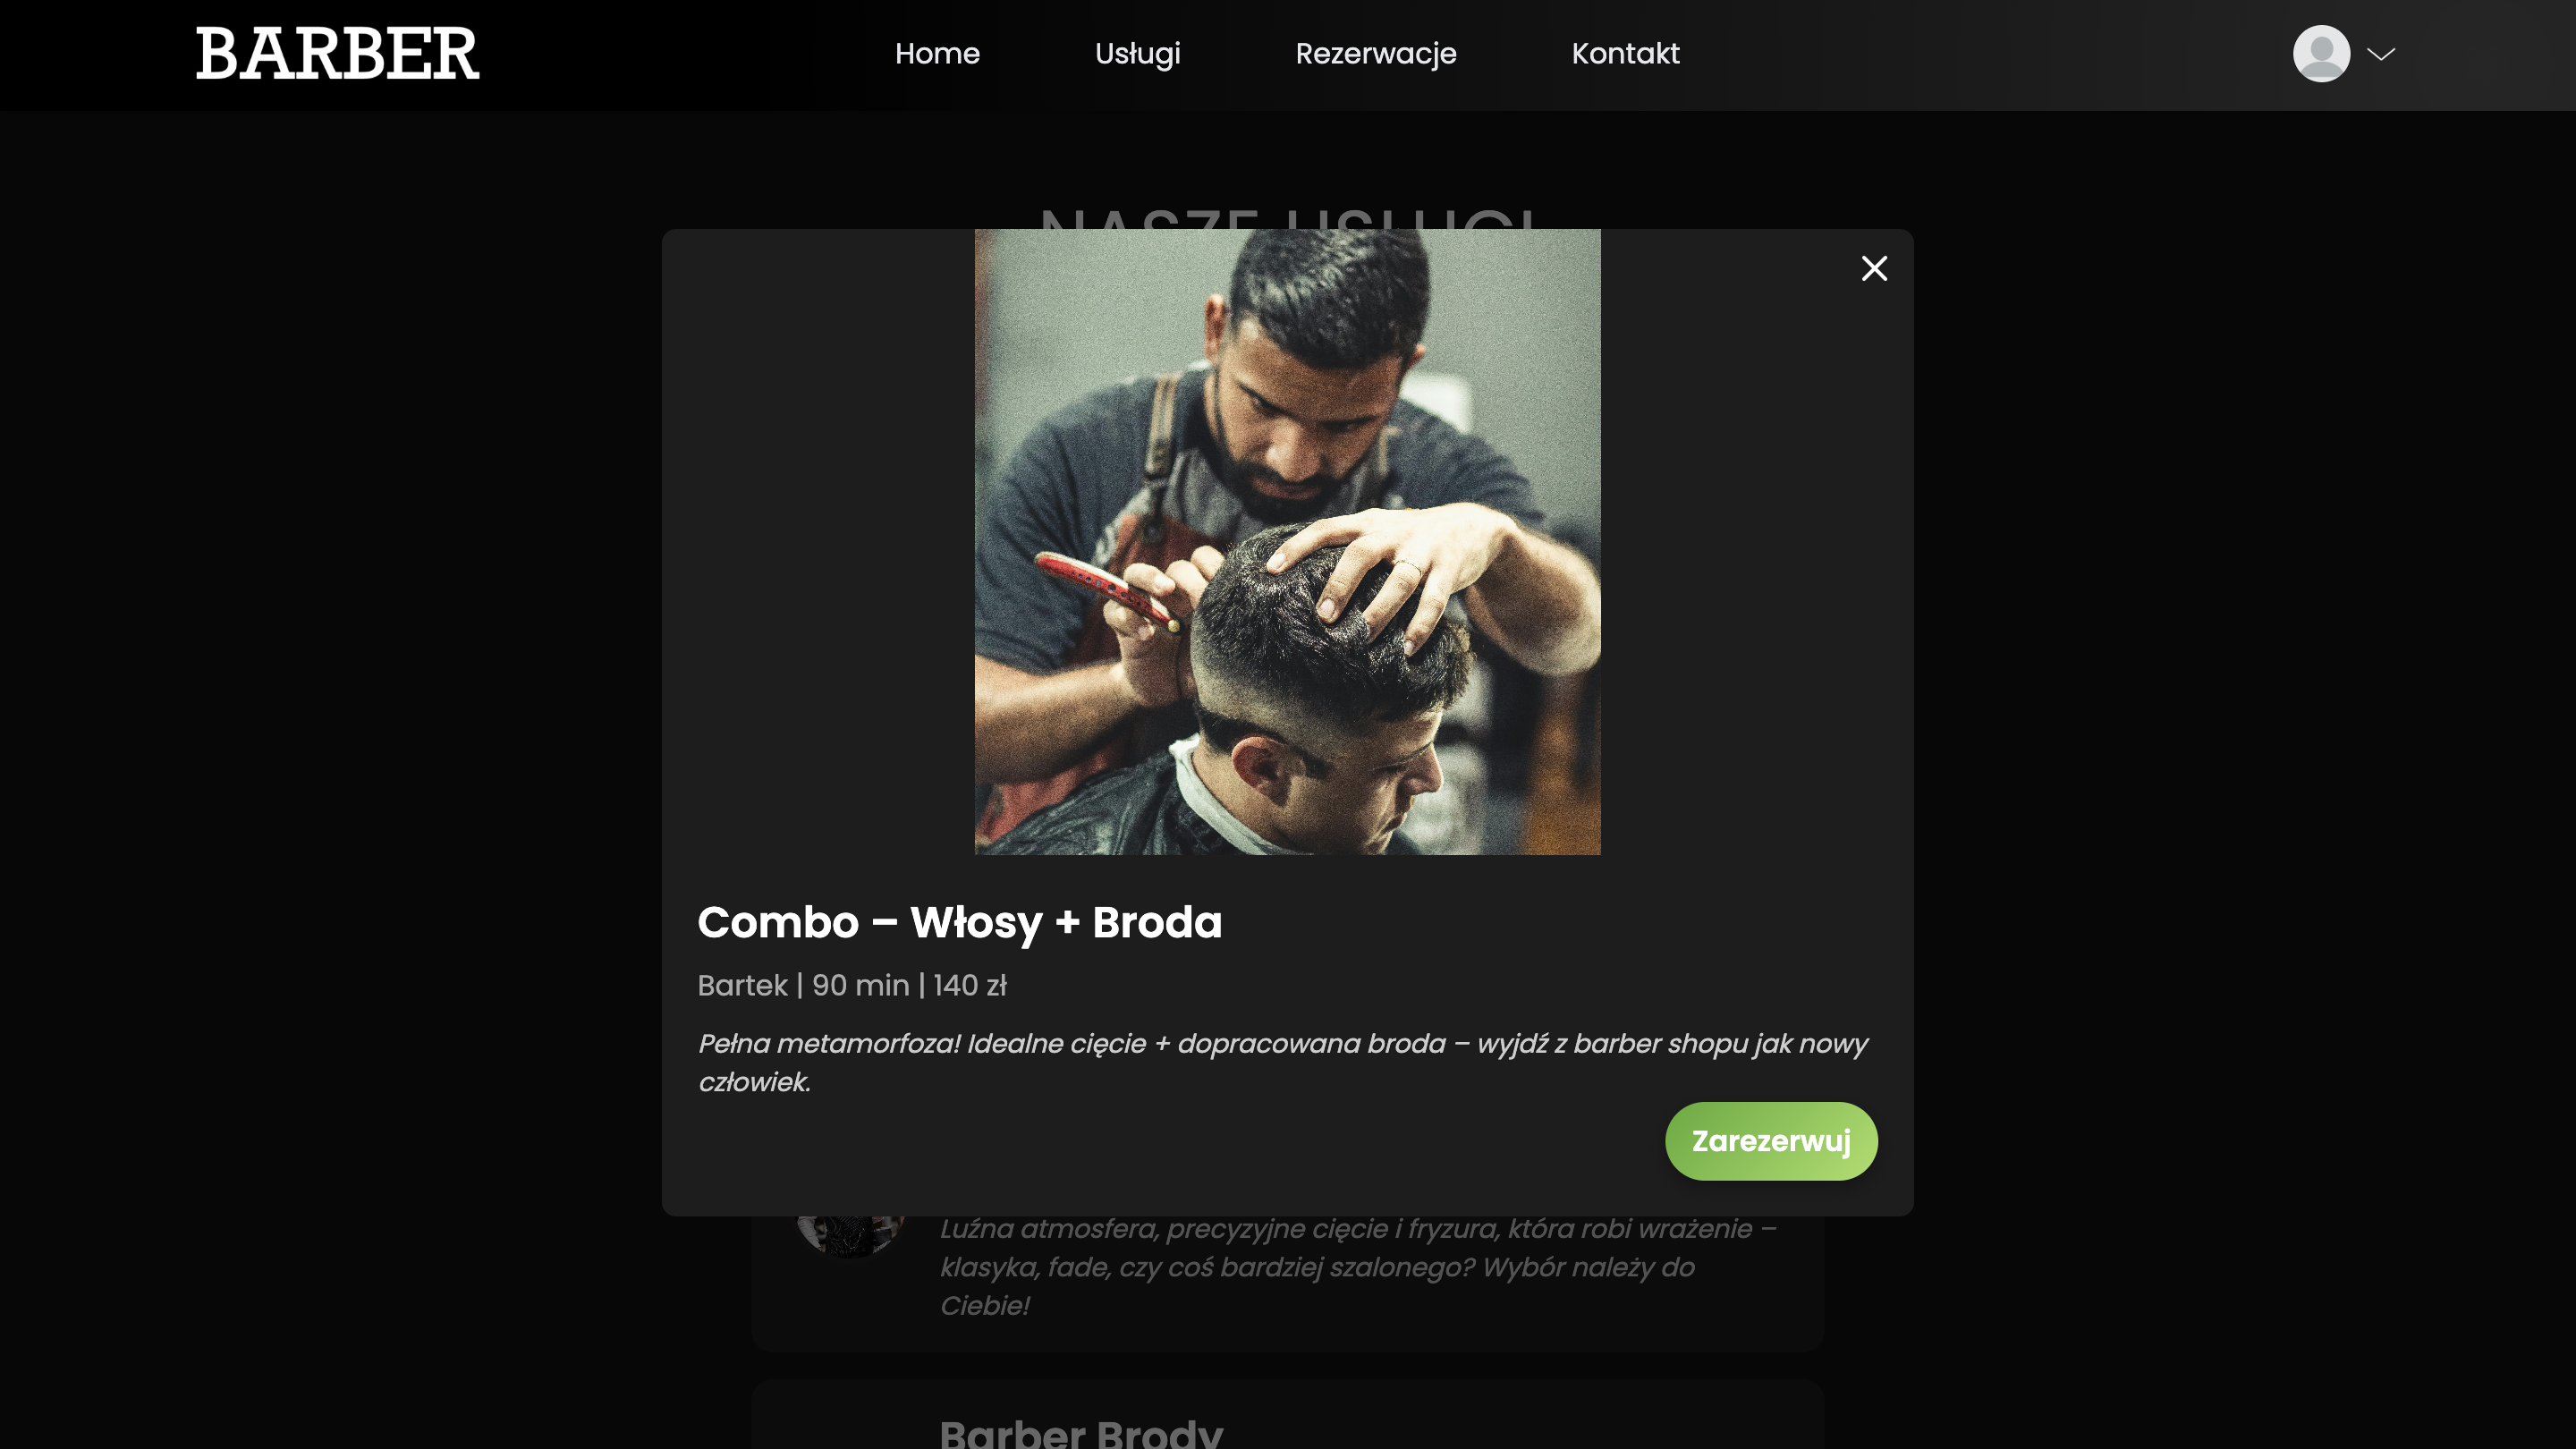 BARBER
Home
Usługi
Rezerwacje
Kontakt
NASZE USŁUGI
Combo – Włosy + Broda
Bartek | 90 min | 140 zł
Pełna metamorfoza! Idealne cięcie + dopracowana broda – wyjdź z barber shopu jak nowy
człowiek.
Zarezerwuj
Luźna atmosfera, precyzyjne cięcie i fryzura, która robi wrażenie –
klasyka, fade, czy coś bardziej szalonego? Wybór należy do
Ciebie!
Barber Brody